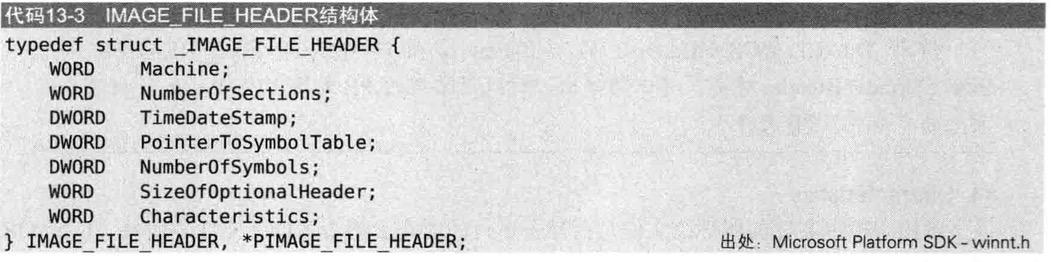 代码13-3 IMAGE_FILE_HEADER结构体
typedef struct _IMAGE_FILE_HEADER {
WORD Machine;
WORD NumberOfSections;
DWORD TimeDateStamp;
DWORD PointerToSymbolTable;
DWORD NumberOfSymbols;
WORD SizeOfOptionalHeader;
WORD Characteristics;
} IMAGE_FILE_HEADER, *PIMAGE_FILE_HEADER;
出处：Microsoft Platform SDK - winnt.h